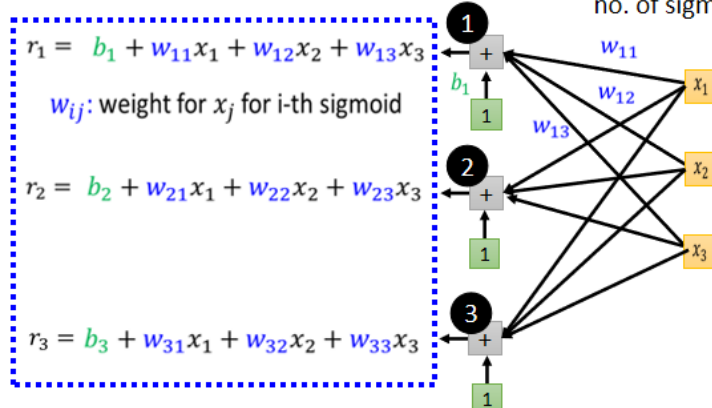 no. of sigm
1
r₁ = b₁ + w₁₁x₁ + w₁₂x₂ + w₁₃x₃
+
w₁₁
x₁
b₁
w₁₂
wᵢⱼ: weight for xⱼ for i-th sigmoid
1
w₁₃
2
x₂
r₂ = b₂ + w₂₁x₁ + w₂₂x₂ + w₂₃x₃
+
1
x₃
3
r₃ = b₃ + w₃₁x₁ + w₃₂x₂ + w₃₃x₃
+
1